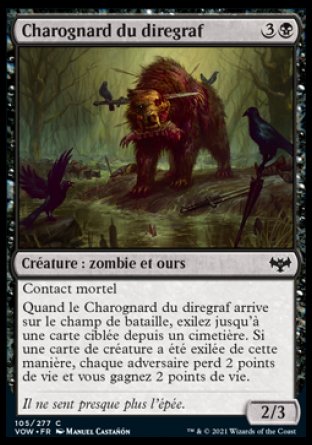 Charognard du diregraf 3
Créature : zombie et ours
Contact mortel
Quand le Charognard du diregraf arrive
sur le champ de bataille, exilez jusqu'à
une carte ciblée depuis un cimetière. Si
une carte de créature a été exilée de cette
manière, chaque adversaire perd 2 points
de vie et vous gagnez 2 points de vie.
Il ne sent presque plus l'épée.
2/3
105/277 C
VOW • FR Manuel Castañón
™ & © 2021 Wizards of the Coast